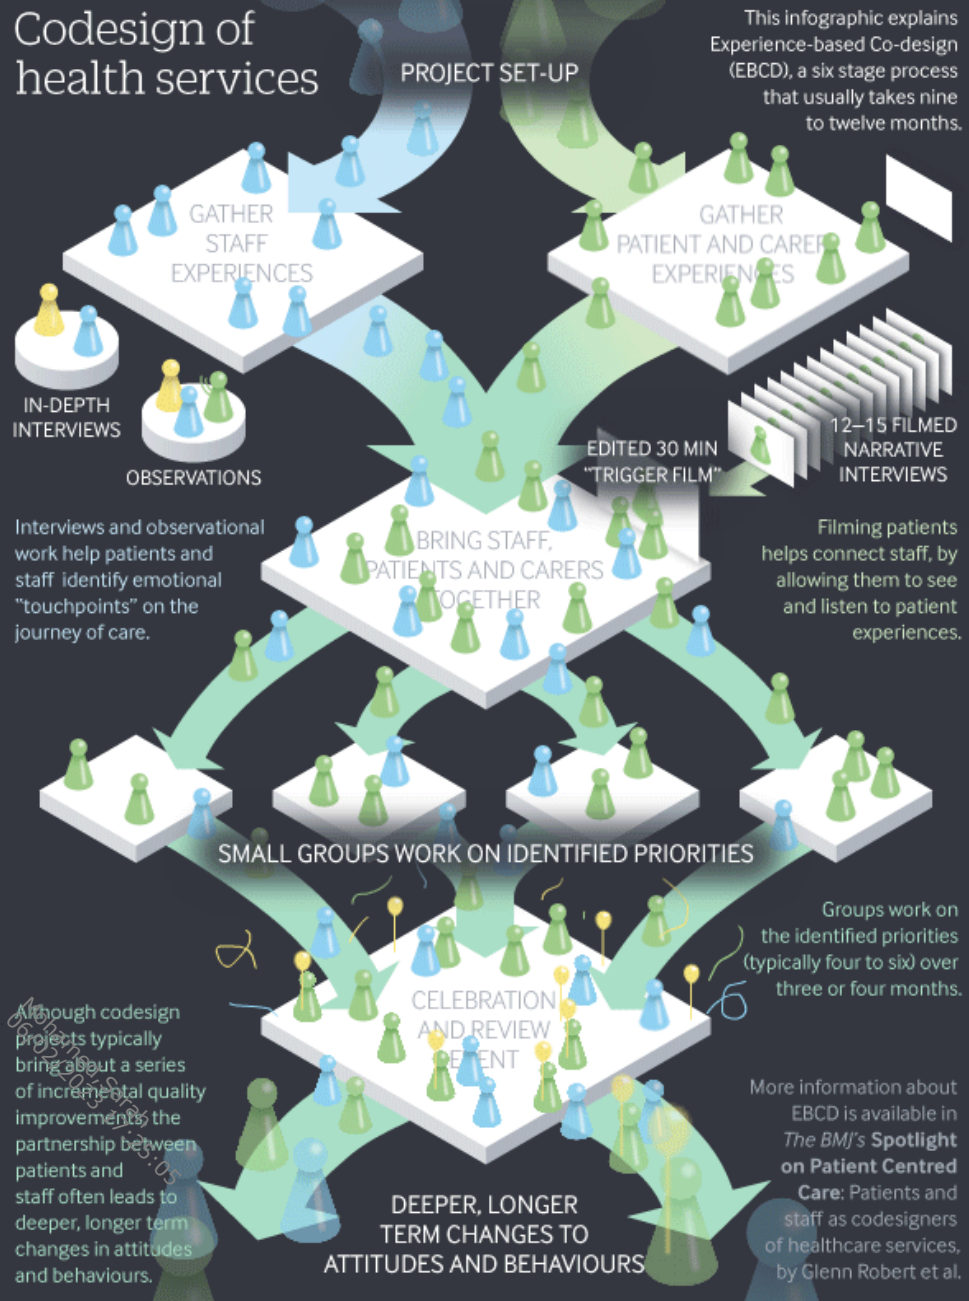 Codesign of
health services
PROJECT SET-UP
This infographic explains
Experience-based Co-design
(EBCD), a six stage process
that usually takes nine
to twelve months.
GATHER
STAFF
EXPERIENCES
GATHER
PATIENT AND CARER
EXPERIENCES
IN-DEPTH
INTERVIEWS
OBSERVATIONS
EDITED 30 MIN
“TRIGGER FILM”
12–15 FILMED
NARRATIVE
INTERVIEWS
Interviews and observational
work help patients and
staff identify emotional
“touchpoints” on the
journey of care.
BRING STAFF,
PATIENTS AND CARERS
TOGETHER
Filming patients
helps connect staff, by
allowing them to see
and listen to patient
experiences.
SMALL GROUPS WORK ON IDENTIFIED PRIORITIES
Groups work on
the identified priorities
(typically four to six) over
three or four months.
CELEBRATION
AND REVIEW
EVENT
Although codesign
projects typically
bring about a series
of incremental quality
improvements, the
partnership between
patients and
staff often leads to
deeper, longer term
changes in attitudes
and behaviours.
DEEPER, LONGER
TERM CHANGES TO
ATTITUDES AND BEHAVIOURS
More information about
EBCD is available in
The BMJ’s Spotlight
on Patient Centred
Care: Patients and
staff as codesigners
of healthcare services,
by Glenn Robert et al.